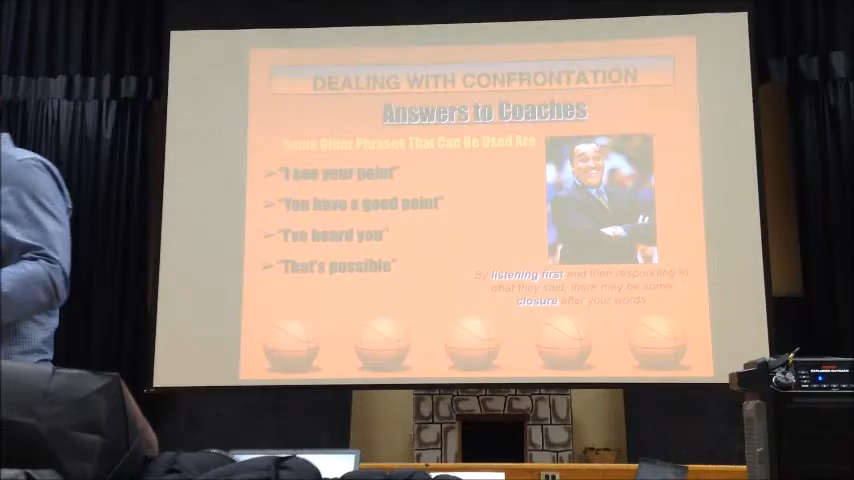 DEALING WITH CONFRONTATION
Answers to Coaches
Some Other Phrases That Can Be Used Are
➢ "I see your point"
➢ "You have a good point"
➢ "I've heard you"
➢ "That's possible"
By listening first and then responding to
what they said, there may be some
closure after your words.